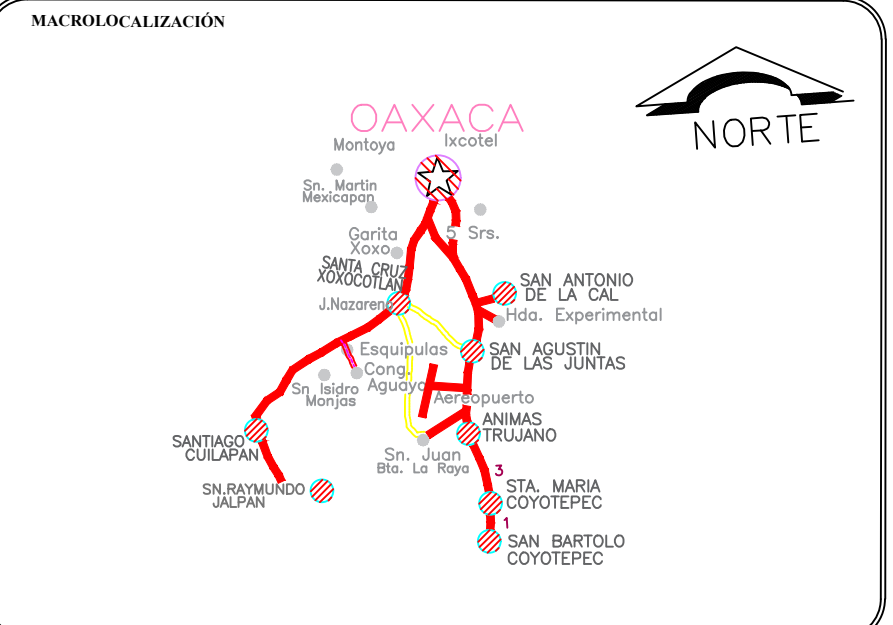 MACROLOCALIZACIÓN
OAXACA
NORTE
Montoya
Ixcotel
Sn. Martin
Mexicapan
Garita
Xoxo
5 Srs.
SANTA CRUZ
XOXOCOTLAN
J.Nazareno
SAN ANTONIO
DE LA CAL
Hda. Experimental
Esquipulas
SAN AGUSTIN
DE LAS JUNTAS
Cong.
Aguayo
Sn Isidro
Monjas
Aereopuerto
ANIMAS
TRUJANO
SANTIAGO
CUILAPAN
Sn. Juan
Bta. La Raya
3
SN.RAYMUNDO
JALPAN
STA. MARIA
COYOTEPEC
1
SAN BARTOLO
COYOTEPEC